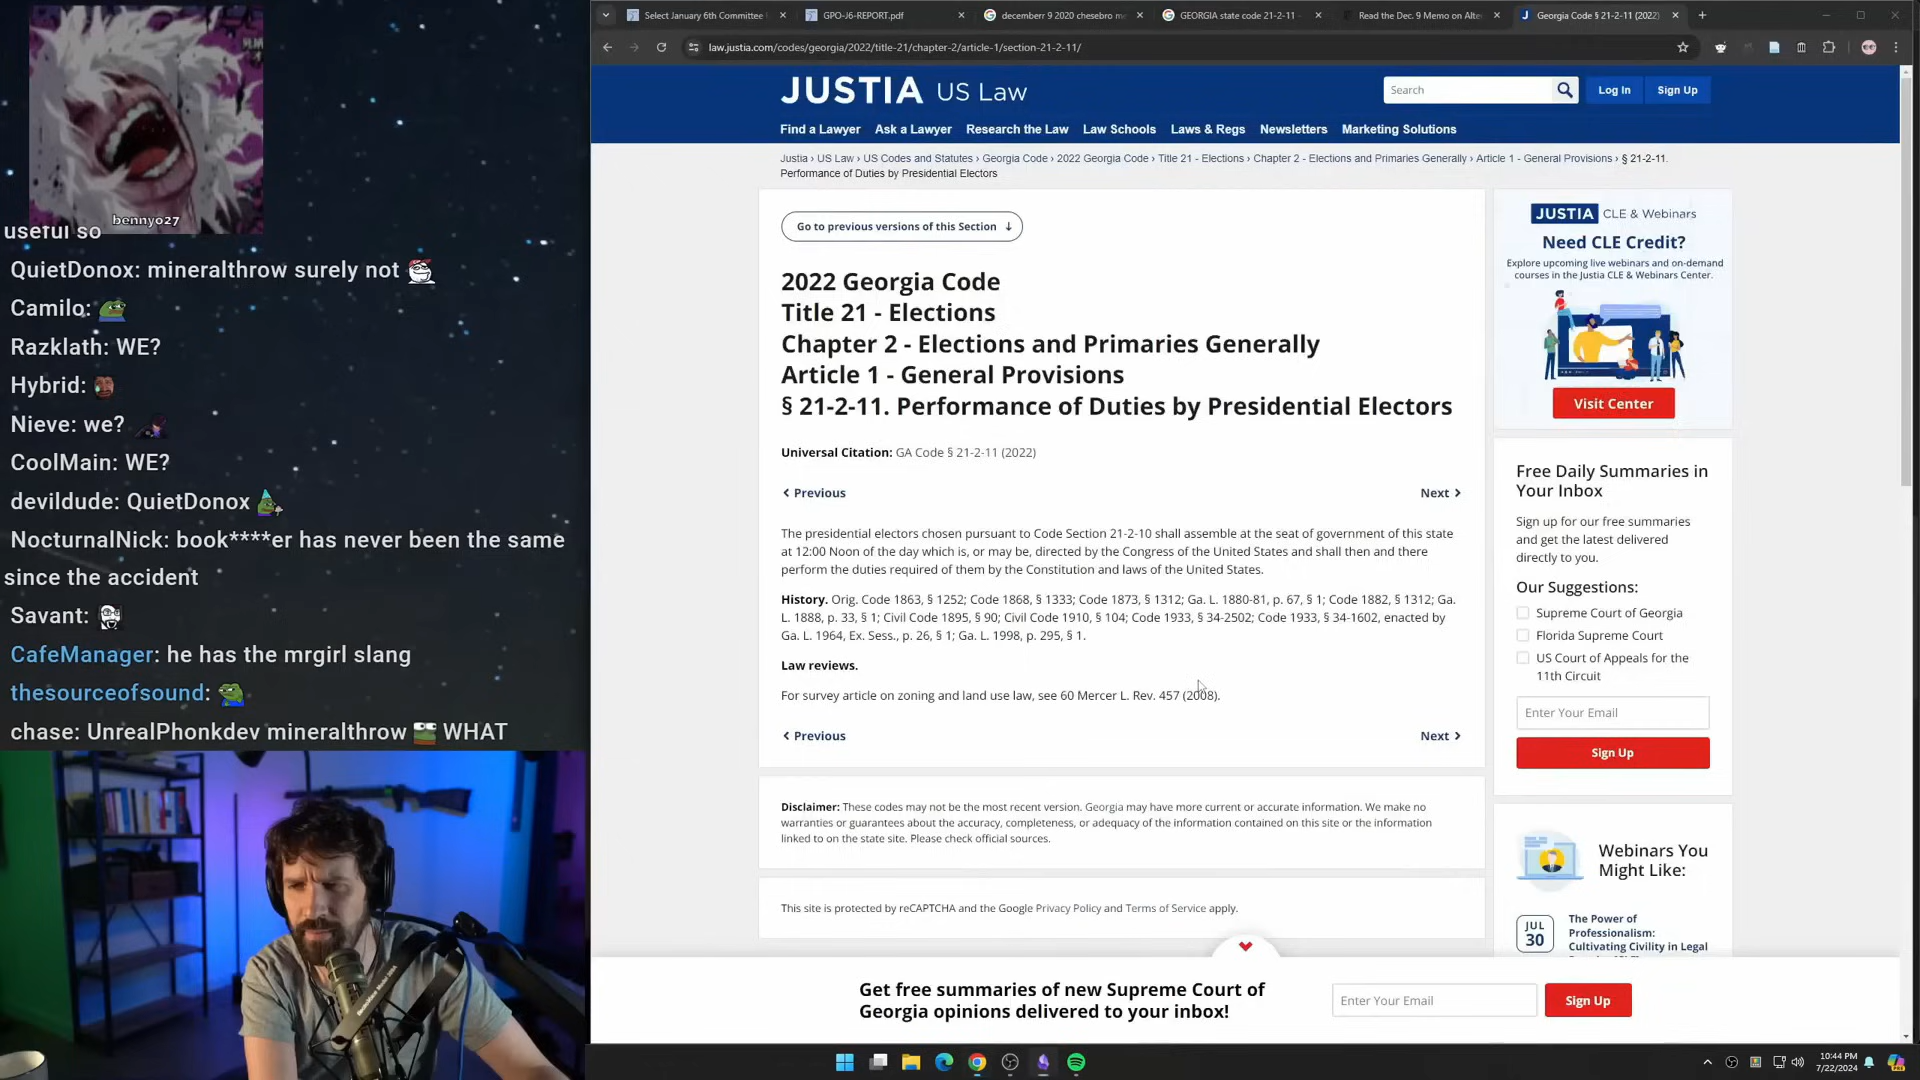 bennyo27
useful so
QuietDonox: mineralthrow surely not
Camilo:
Razklath: WE?
Hybrid:
Nieve: we?
CoolMain: WE?
devildude: QuietDonox
NocturnalNick: book****er has never been the same
since the accident
Savant:
CafeManager: he has the mrgirl slang
thesourceofsound:
chase: UnrealPhonkdev mineralthrow WHAT
Select January 6th Committee
GPO-J6-REPORT.pdf
decemberr 9 2020 chesebro me
GEORGIA state code 21-2-11 -
Read the Dec. 9 Memo on Alte
Georgia Code § 21-2-11 (2022)
law.justia.com/codes/georgia/2022/title-21/chapter-2/article-1/section-21-2-11/
JUSTIA US Law
Search
Log In
Sign Up
Find a Lawyer Ask a Lawyer Research the Law Law Schools Laws & Regs Newsletters Marketing Solutions
Justia › US Law › US Codes and Statutes › Georgia Code › 2022 Georgia Code › Title 21 - Elections › Chapter 2 - Elections and Primaries Generally › Article 1 - General Provisions › § 21-2-11.
Performance of Duties by Presidential Electors
Go to previous versions of this Section ↓
2022 Georgia Code
Title 21 - Elections
Chapter 2 - Elections and Primaries Generally
Article 1 - General Provisions
§ 21-2-11. Performance of Duties by Presidential Electors
Universal Citation: GA Code § 21-2-11 (2022)
Previous
Next
The presidential electors chosen pursuant to Code Section 21-2-10 shall assemble at the seat of government of this state
at 12:00 Noon of the day which is, or may be, directed by the Congress of the United States and shall then and there
perform the duties required of them by the Constitution and laws of the United States.
History. Orig. Code 1863, § 1252; Code 1868, § 1333; Code 1873, § 1312; Ga. L. 1880-81, p. 67, § 1; Code 1882, § 1312; Ga.
L. 1888, p. 33, § 1; Civil Code 1895, § 90; Civil Code 1910, § 104; Code 1933, § 34-2502; Code 1933, § 34-1602, enacted by
Ga. L. 1964, Ex. Sess., p. 26, § 1; Ga. L. 1998, p. 295, § 1.
Law reviews.
For survey article on zoning and land use law, see 60 Mercer L. Rev. 457 (2008).
Previous
Next
Disclaimer: These codes may not be the most recent version. Georgia may have more current or accurate information. We make no
warranties or guarantees about the accuracy, completeness, or adequacy of the information contained on this site or the information
linked to on the state site. Please check official sources.
This site is protected by reCAPTCHA and the Google Privacy Policy and Terms of Service apply.
JUSTIA CLE & Webinars
Need CLE Credit?
Explore upcoming live webinars and on-demand
courses in the Justia CLE & Webinars Center.
Visit Center
Free Daily Summaries in
Your Inbox
Sign up for our free summaries
and get the latest delivered
directly to you.
Our Suggestions:
Supreme Court of Georgia
Florida Supreme Court
US Court of Appeals for the
11th Circuit
Enter Your Email
Sign Up
Webinars You
Might Like:
JUL
30
The Power of
Professionalism:
Cultivating Civility in Legal
Get free summaries of new Supreme Court of
Georgia opinions delivered to your inbox!
Enter Your Email
Sign Up
10:44 PM
7/22/2024